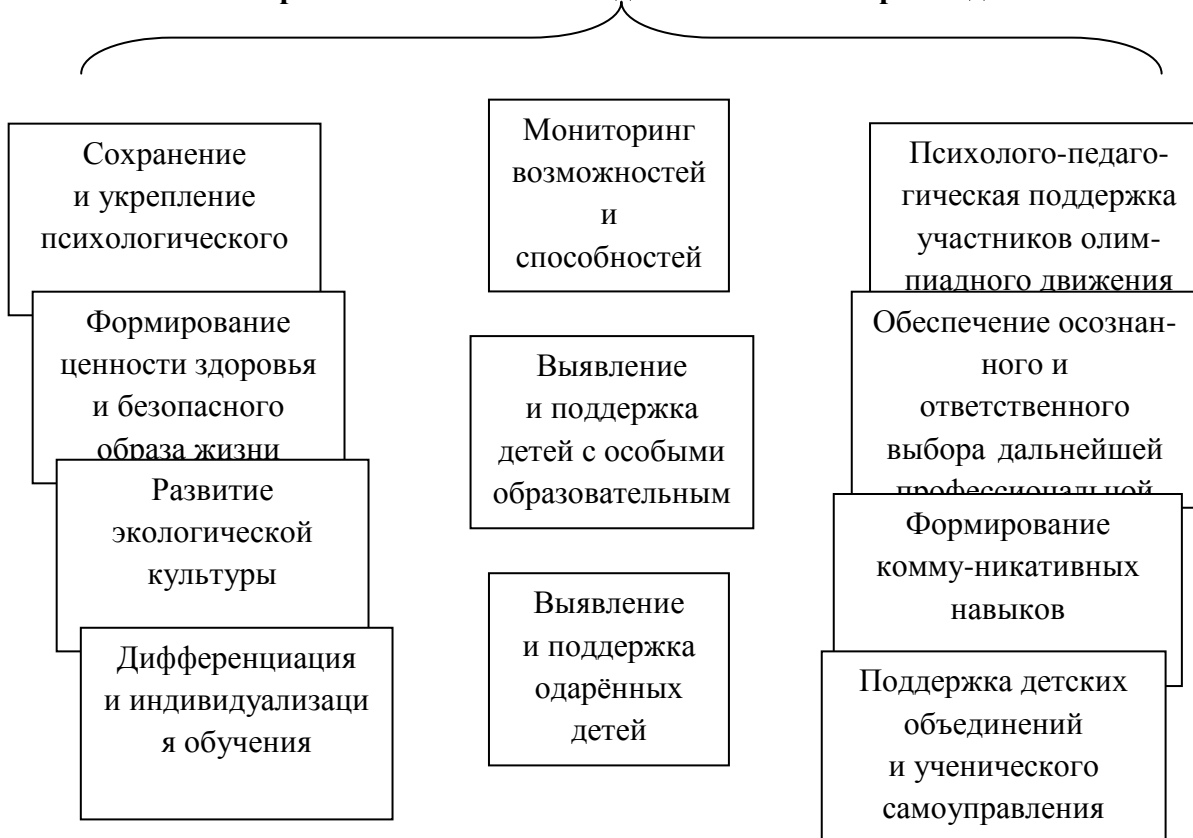 Сохранение
и укрепление
психологического
Формирование
ценности здоровья
и безопасного
образа жизни
Развитие
экологической
культуры
Дифференциация
и индивидуализаци
я обучения
Мониторинг
возможностей
и
способностей
Выявление
и поддержка
детей с особыми
образовательным
Выявление
и поддержка
одарённых
детей
Психолого-педаго-
гическая поддержка
участников олим-
пиадного движения
Обеспечение осознан-
ного и
ответственного
выбора дальнейшей
профессиональной
Формирование
комму-никативных
навыков
Поддержка детских
объединений
и ученического
самоуправления